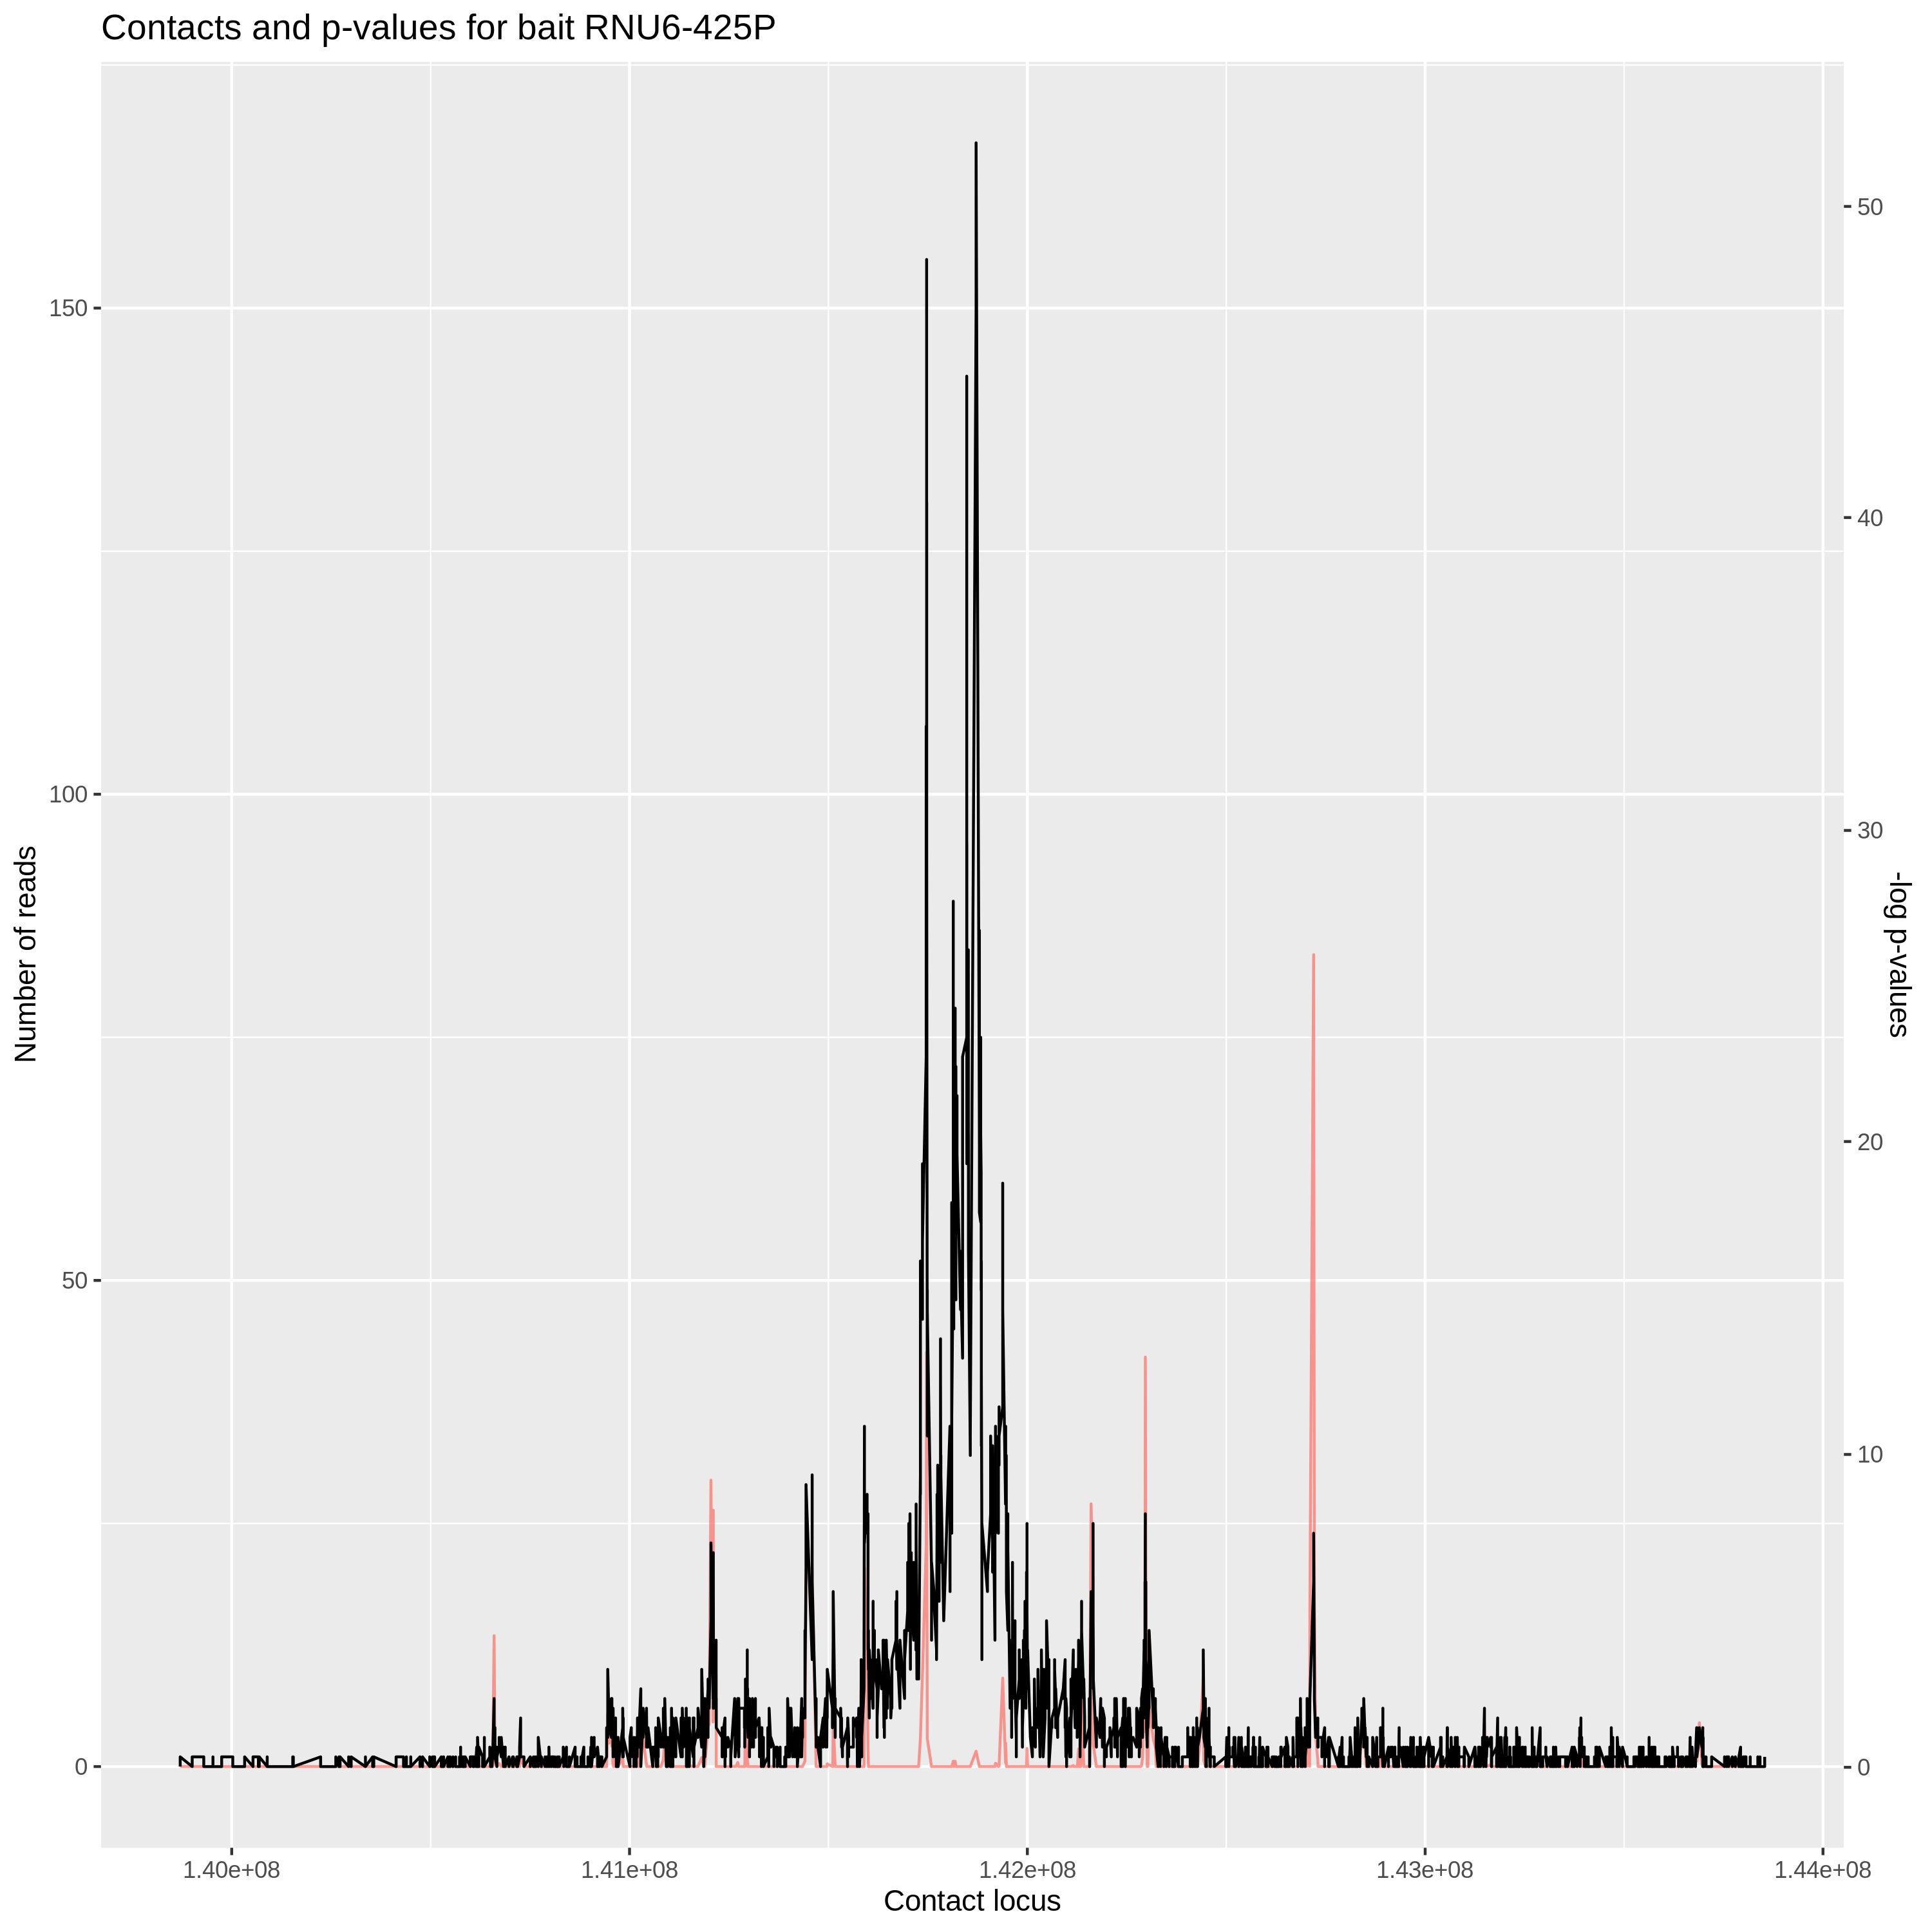 Contacts and p-values for bait RNU6-425P
150
100
50
0
Number of reads
50
40
30
20
10
0
-log p-values
1.40e+08
1.41e+08
1.42e+08
1.43e+08
1.44e+08
Contact locus